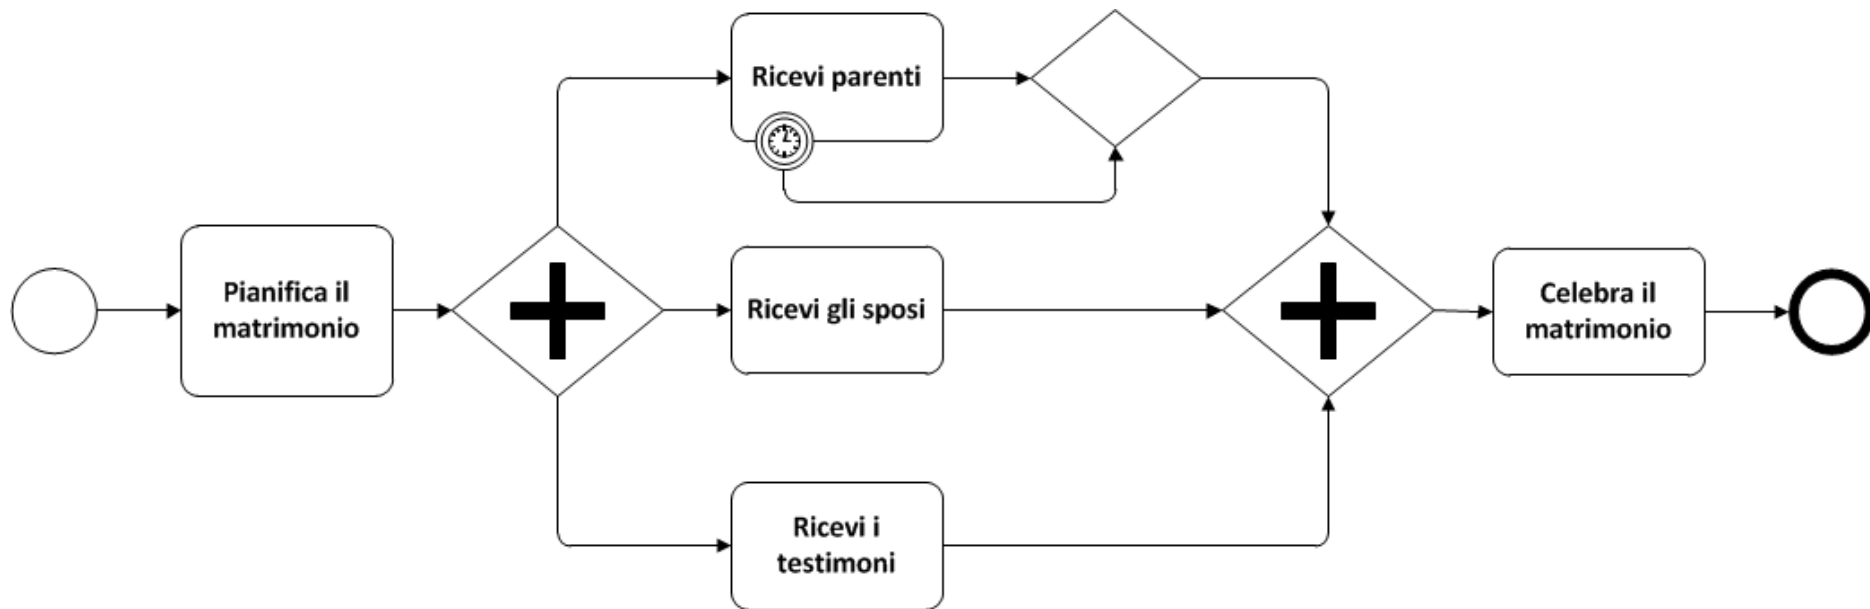 Ricevi parenti
Pianifica il
matrimonio
Ricevi gli sposi
Celebra il
matrimonio
Ricevi i
testimoni